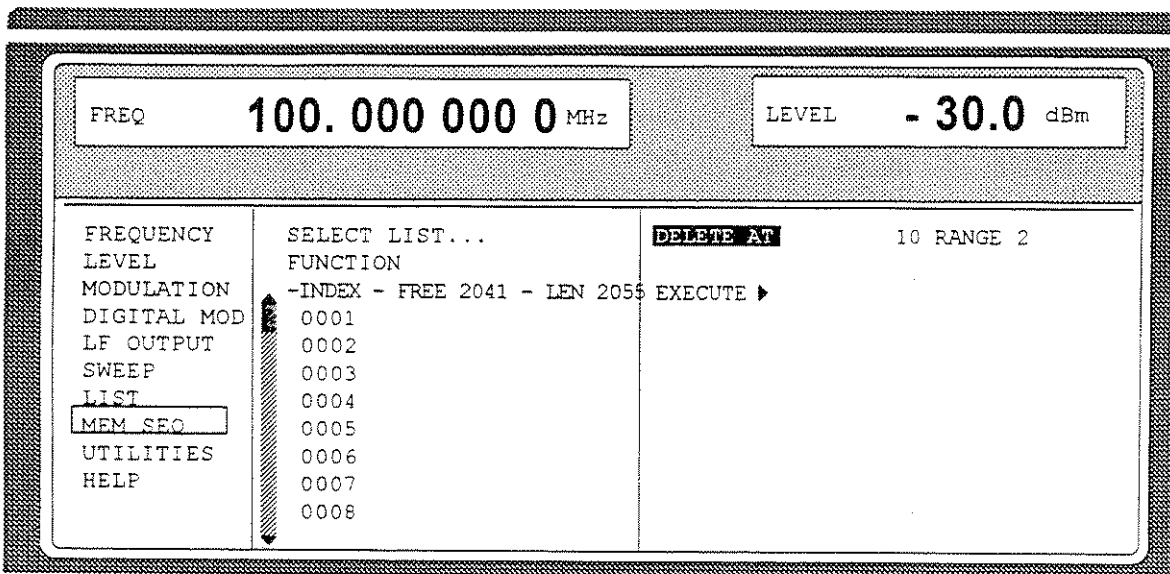 FREQ 100. 000 000 0 MHz
LEVEL - 30.0 dBm
FREQUENCY
LEVEL
MODULATION
DIGITAL MOD
LF OUTPUT
SWEEP
LIST
MEM SEQ
UTILITIES
HELP
SELECT LIST...
FUNCTION
-INDEX - FREE 2041 - LEN 2055
0001
0002
0003
0004
0005
0006
0007
0008
DELETE AT 10 RANGE 2
EXECUTE